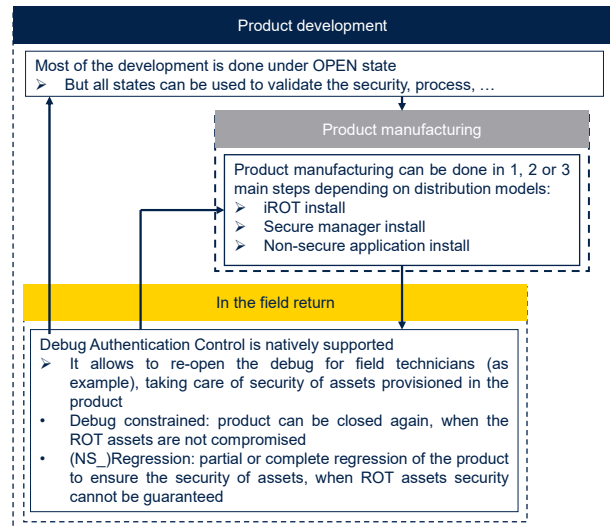 Product development
Most of the development is done under OPEN state
➢ But all states can be used to validate the security, process, …
Product manufacturing
Product manufacturing can be done in 1, 2 or 3
main steps depending on distribution models:
➢ iROT install
➢ Secure manager install
➢ Non-secure application install
In the field return
Debug Authentication Control is natively supported
➢ It allows to re-open the debug for field technicians (as
example), taking care of security of assets provisioned in the
product
• Debug constrained: product can be closed again, when the
ROT assets are not compromised
• (NS_)Regression: partial or complete regression of the product
to ensure the security of assets, when ROT assets security
cannot be guaranteed